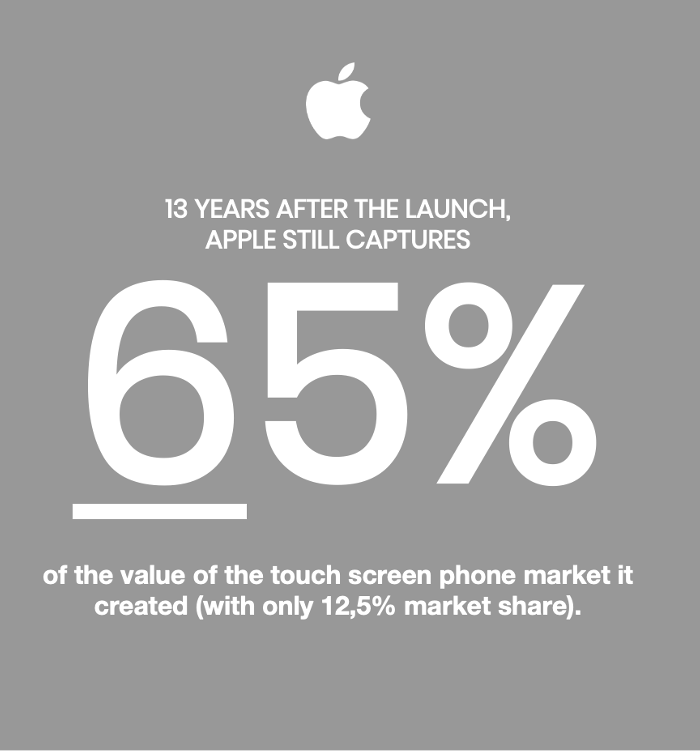 13 YEARS AFTER THE LAUNCH,
APPLE STILL CAPTURES
65%
of the value of the touch screen phone market it
created (with only 12,5% market share).